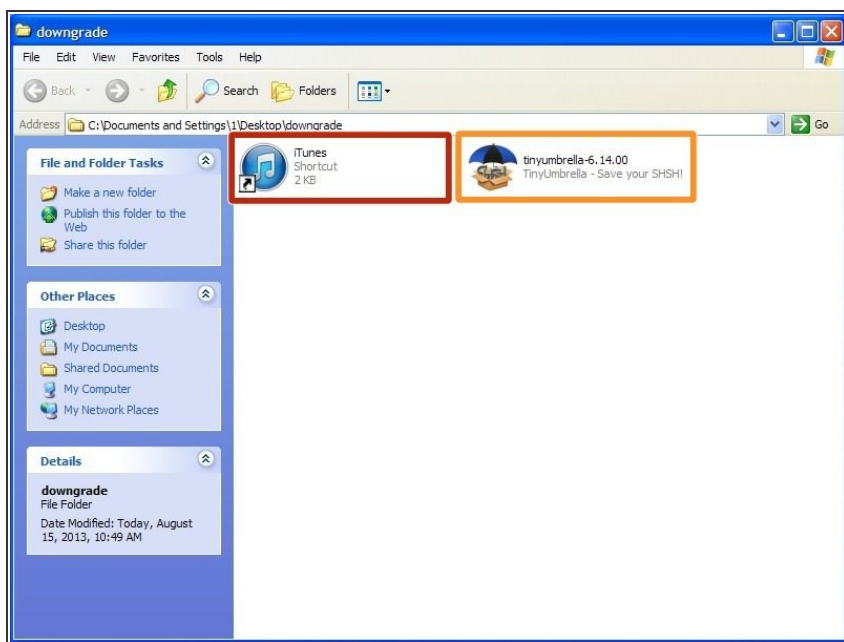 downgrade
File Edit View Favorites Tools Help
Back Search Folders
Address C:\Documents and Settings\1\Desktop\downgrade Go
File and Folder Tasks
Make a new folder
Publish this folder to the
Web
Share this folder
iTunes
Shortcut
2 KB
tinyumbrella-6.14.00
TinyUmbrella - Save your SHSH!
SHSH
Other Places
Desktop
My Documents
Shared Documents
My Computer
My Network Places
Details
downgrade
File Folder
Date Modified: Today, August
15, 2013, 10:49 AM